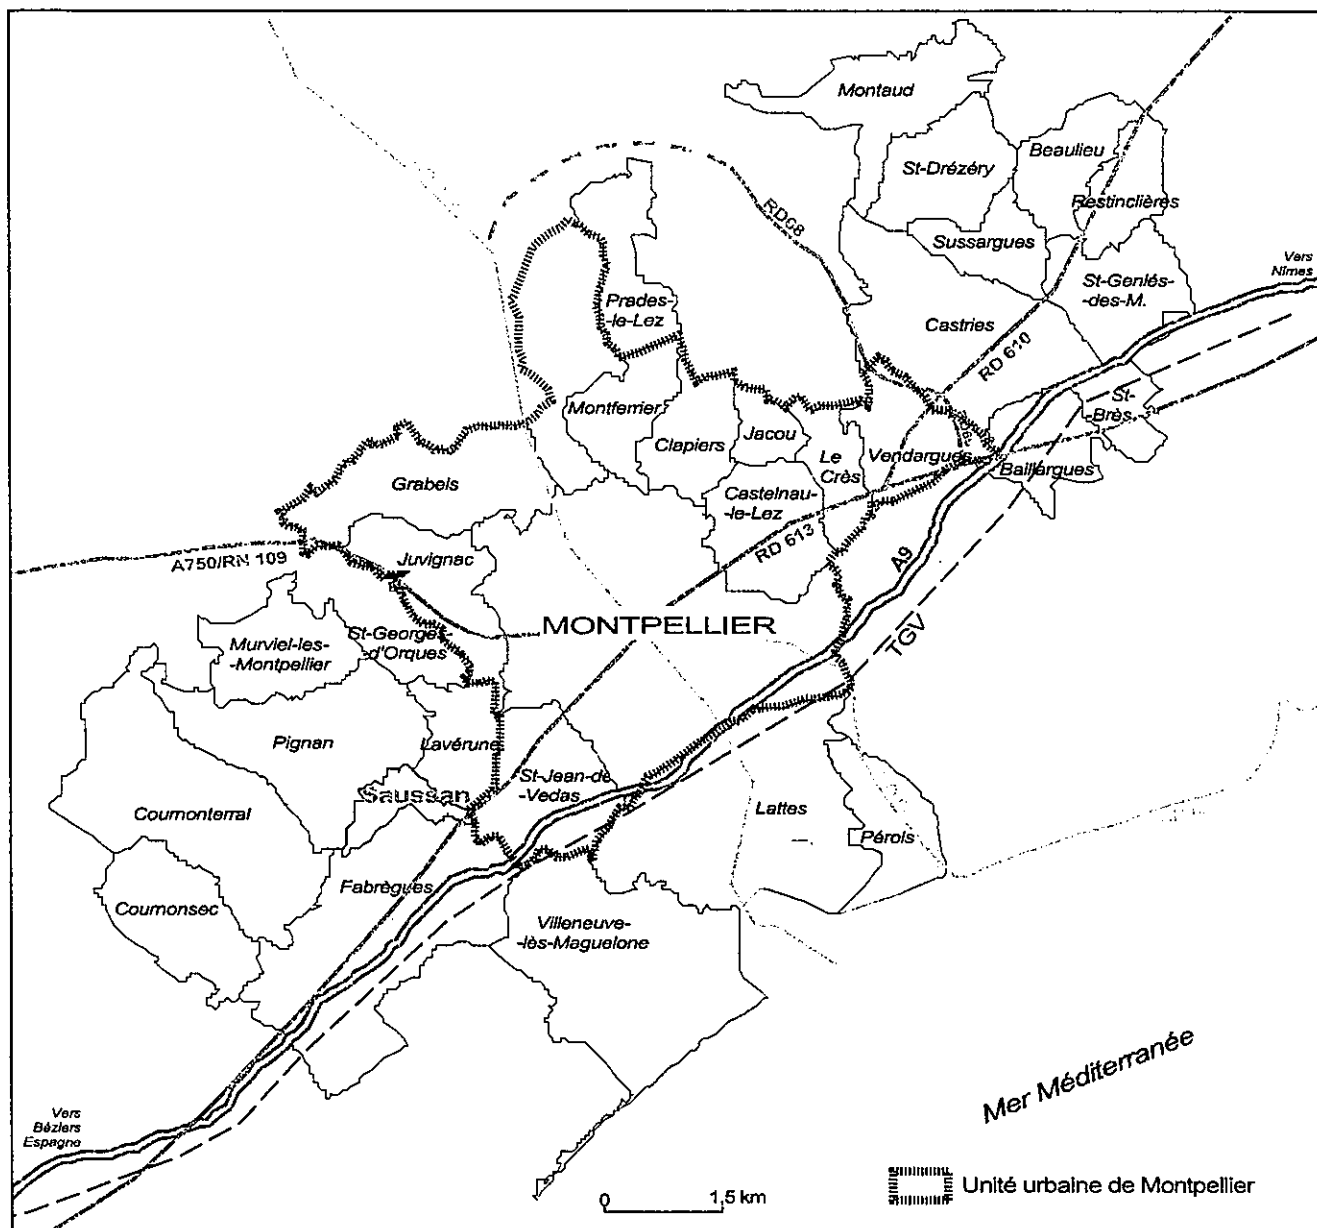 Montaud
Beaulieu
St-Drézéry
Restinclières
RD68
Sussargues
Vers
Nîmes
St-Geniés-
-des-M.
Prades-
-le-Lez
Castries
RD 610
Montferrier
St-
-Brès
Jacou
Clapiers
Le
Crès
Vendargues
Baillargues
Grabels
Castelnau-
-le-Lez
RD 613
A750/RN 109
Juvignac
A9
MONTPELLIER
TGV
St-Georges-
-d'Orques
Murviel-les-
-Montpellier
Pignan
Lavérune
St-Jean-de
-Vedas
Saussan
Cournonterral
Lattes
Pérols
Fabrègues
Cournonsec
Villeneuve-
-lès-Maguelone
Mer Méditerranée
Vers
Béziers
Espagne
0 1,5 km
Unité urbaine de Montpellier